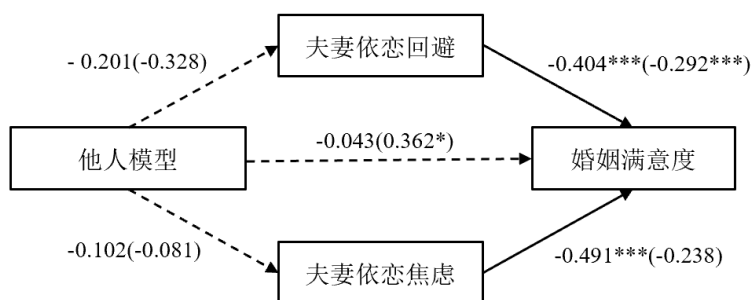 夫妻依恋回避
- 0.201(-0.328)
-0.404***(-0.292***)
他人模型
-0.043(0.362*)
婚姻满意度
-0.102(-0.081)
-0.491***(-0.238)
夫妻依恋焦虑